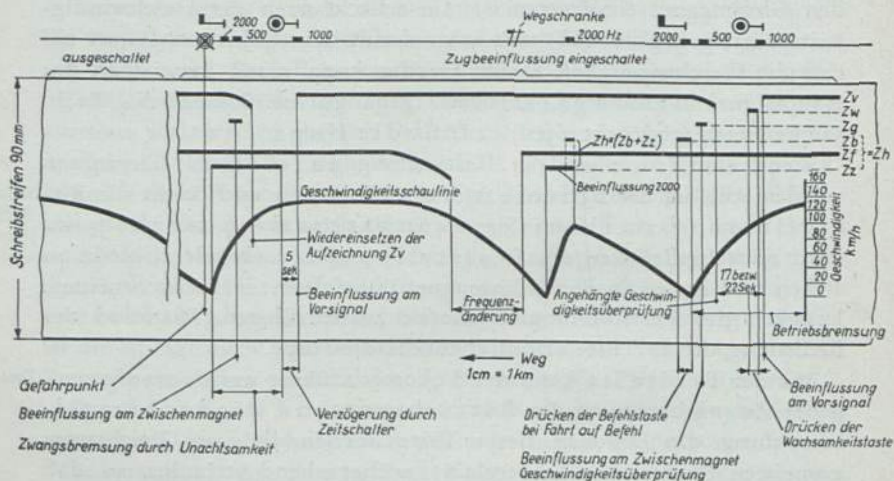 2000
500
1000
Wegschranke
2000 Hz
2000
500
1000
ausgeschaltet
Zugbeeinflussung eingeschaltet
Schreibstreifen 90 mm
Zv
Zw
Zg
Zb
Zf
Zz
=Zh
Zh=(Zb+Zz)
Beeinflussung 2000
Geschwindigkeitsschaulinie
Wiedereinsetzen der
Aufzeichnung Zv
5
sek
Beeinflussung am
Vorsignal
Frequenz-
änderung
Angehängte Geschwin-
digkeitsüberprüfung
17 betw.
22Sek
160
140
120
100
80
60
40
20
0
Geschwindigkeit
km/h
Betriebsbremsung
Weg
1cm = 1Km
Gefahrpunkt
Beeinflussung am Zwischenmagnet
Zwangsbremsung durch Unachtsamkeit
Verzögerung durch
Zeitschalter
Drücken der Befehlstaste
bei Fahrt auf Befehl
Beeinflussung am Zwischenmagnet
Geschwindigkeitsüberprüfung
Beeinflussung am
Vorsignal
Drücken der
Wachsamkeitstaste